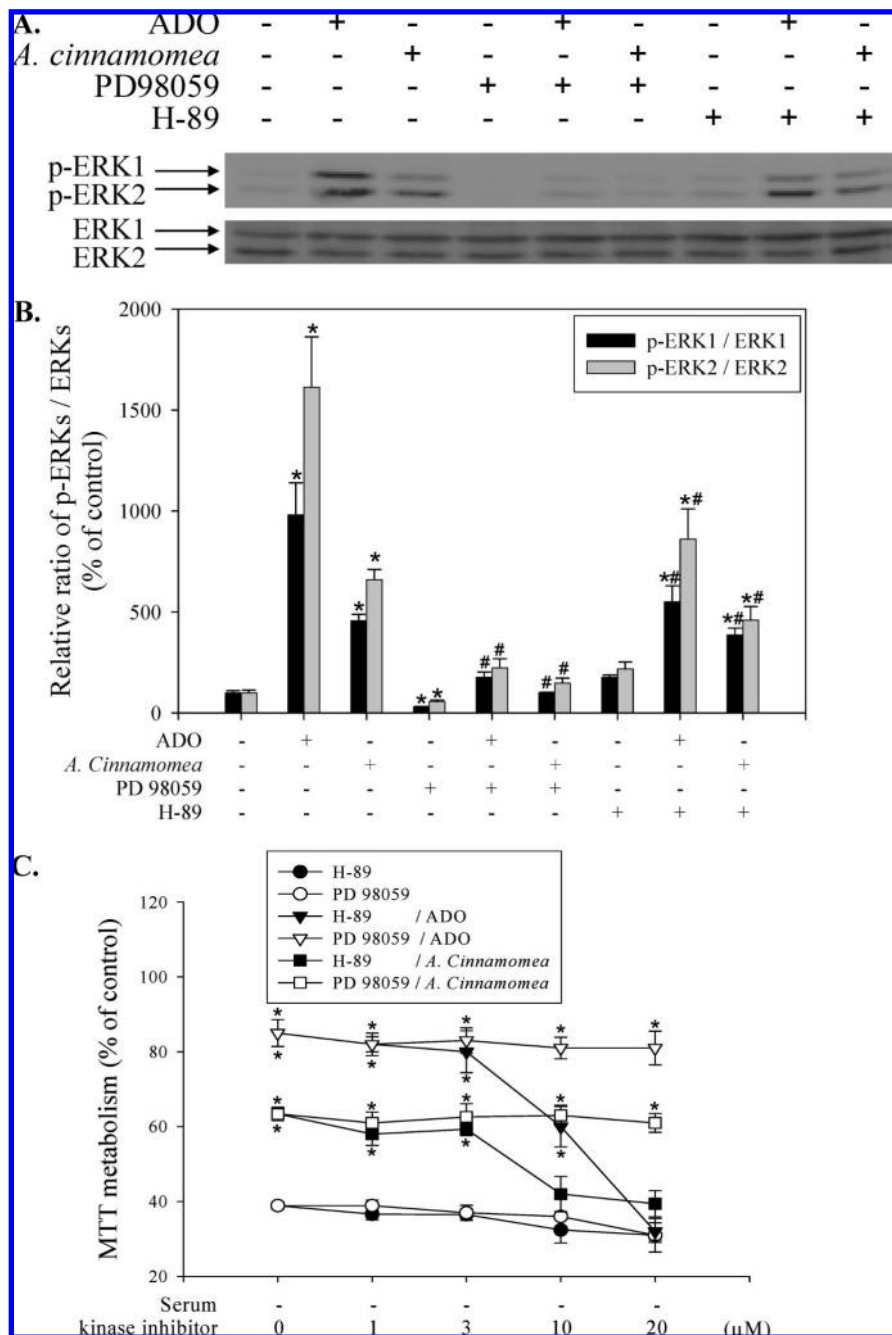 A.
ADO - + - - + - - + -
A. cinnamomea - - + - - + - - +
PD98059 - - - + + + - - -
H-89 - - - - - - + + +
p-ERK1
p-ERK2
ERK1
ERK2
B.
Relative ratio of p-ERKs / ERKs
(% of control)
2000
1500
1000
500
0
p-ERK1 / ERK1
p-ERK2 / ERK2
* * * * * * # # # # *# *# *# *#
ADO - + - - + - - + -
A. Cinnamomea - - + - - + - - +
PD 98059 - - - + + + - - -
H-89 - - - - - - + + +
C.
H-89
PD 98059
H-89 / ADO
PD 98059 / ADO
H-89 / A. Cinnamomea
PD 98059 / A. Cinnamomea
MTT metabolism (% of control)
120
100
80
60
40
20
* * * * *
* * *
* * * * *
* * * *
Serum - - - - -
kinase inhibitor 0 1 3 10 20 (μM)